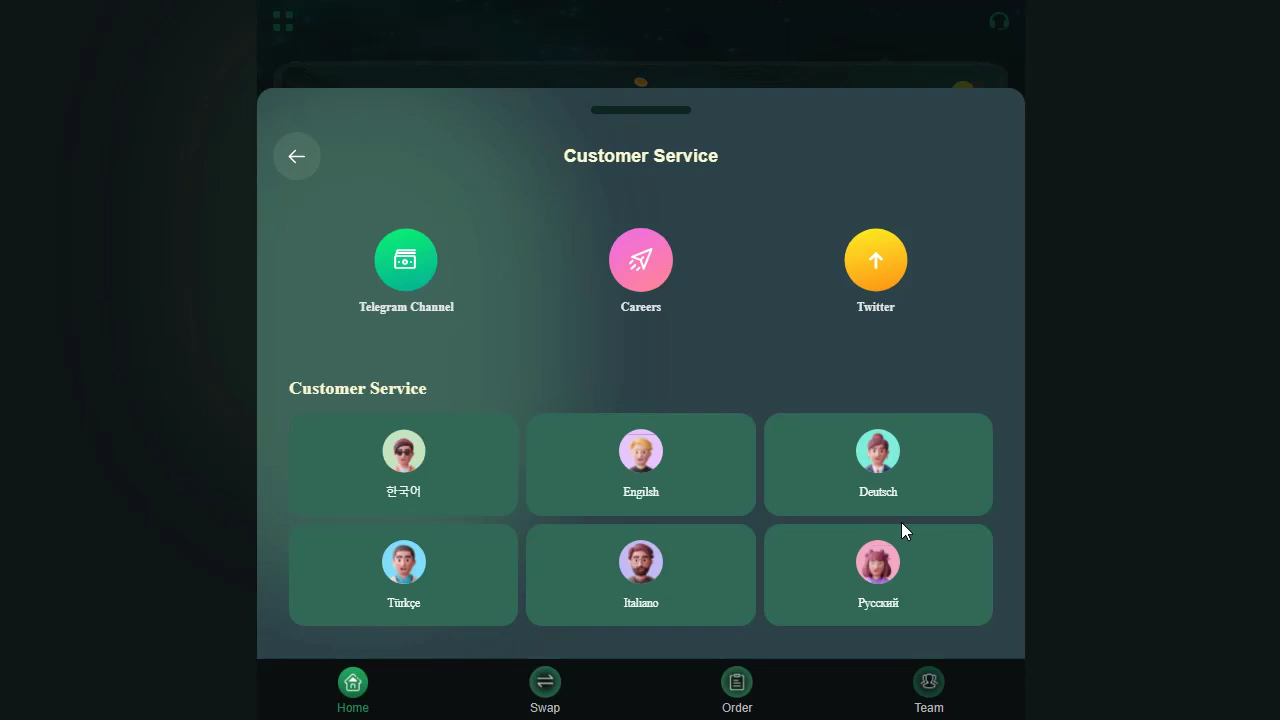 Customer Service
Telegram Channel
Careers
Twitter
Customer Service
한국어
Engilsh
Deutsch
Türkçe
Italiano
Русский
Home
Swap
Order
Team